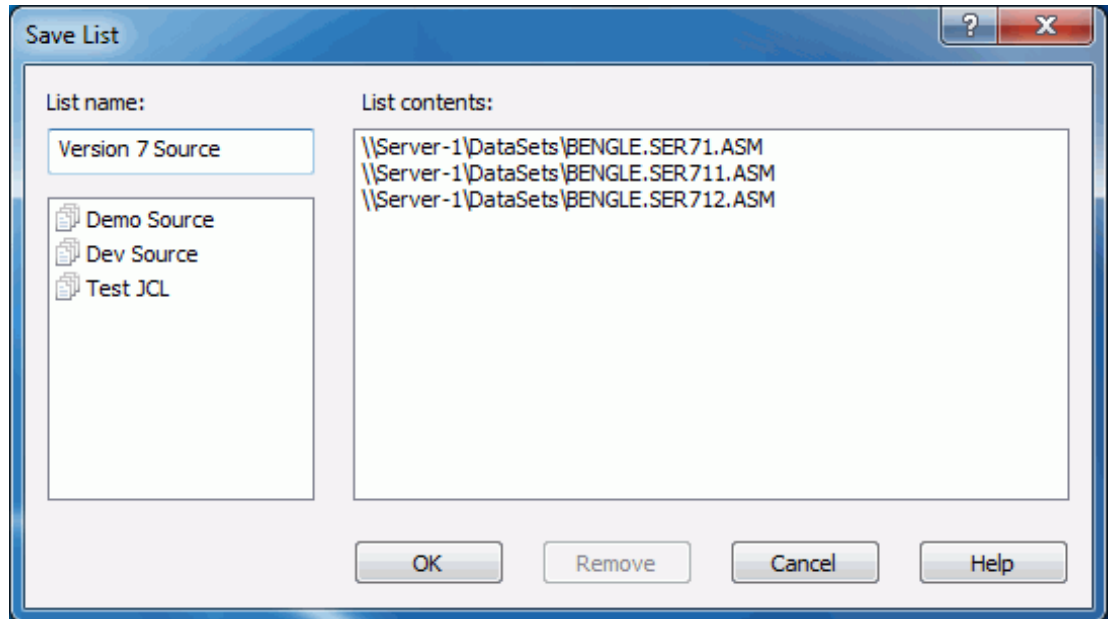 Save List
?
X
List name:
Version 7 Source
Demo Source
Dev Source
Test JCL
List contents:
\\Server-1\DataSets\BENGLE.SER71.ASM
\\Server-1\DataSets\BENGLE.SER711.ASM
\\Server-1\DataSets\BENGLE.SER712.ASM
OK
Remove
Cancel
Help